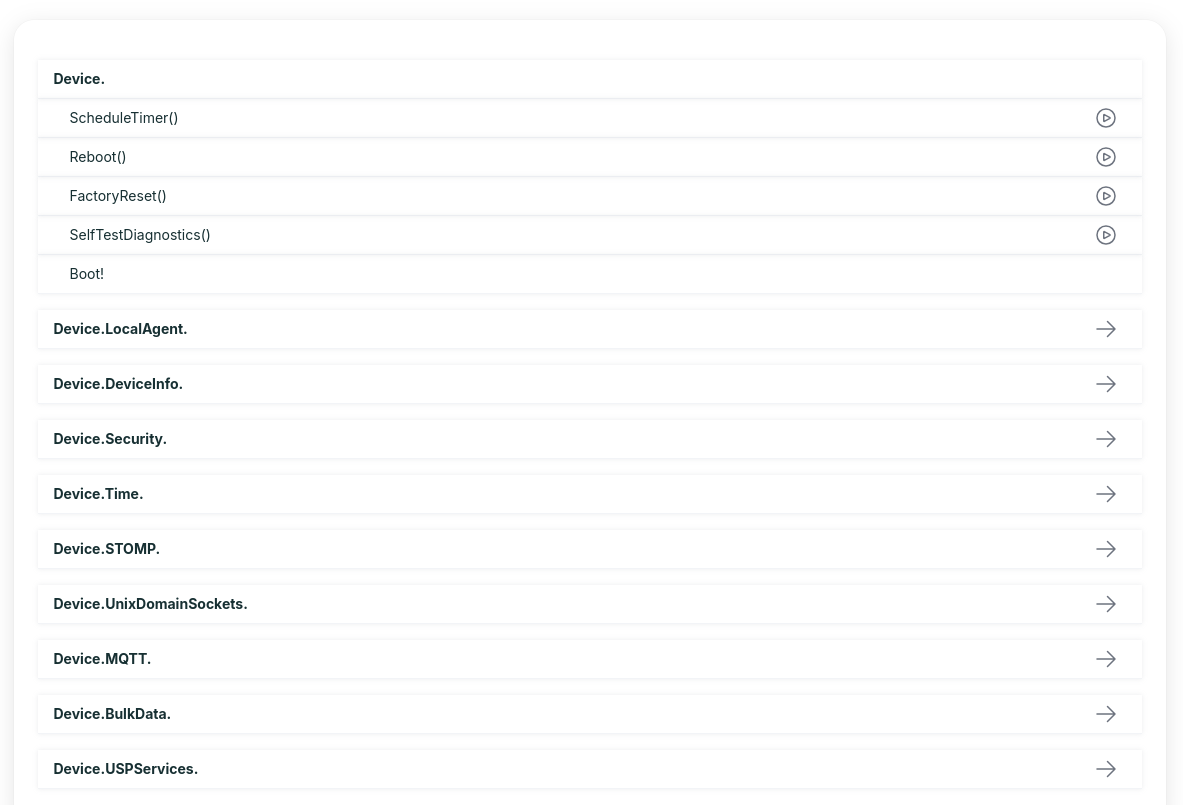 Device.
ScheduleTimer()
Reboot()
FactoryReset()
SelfTestDiagnostics()
Boot!
Device.LocalAgent.
Device.DeviceInfo.
Device.Security.
Device.Time.
Device.STOMP.
Device.UnixDomainSockets.
Device.MQTT.
Device.BulkData.
Device.USPServices.